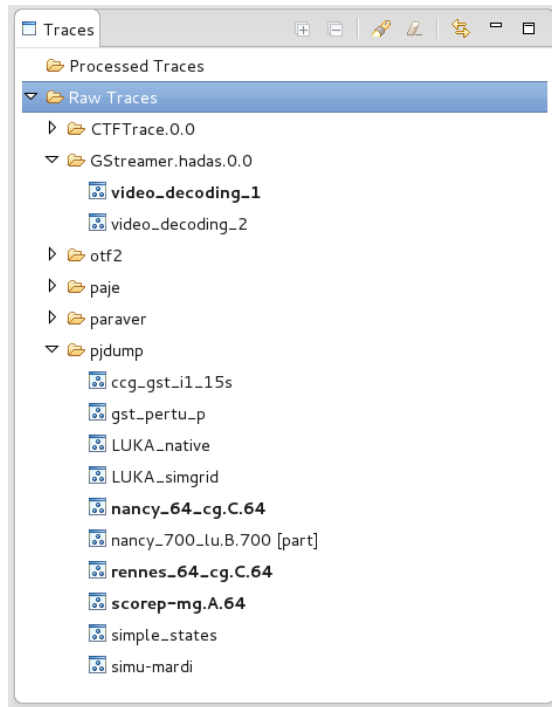 Traces
Processed Traces
Raw Traces
CTFTrace.0.0
GStreamer.hadas.0.0
video_decoding_1
video_decoding_2
otf2
paje
paraver
pjdump
ccg_gst_i1_15s
gst_pertu_p
LUKA_native
LUKA_simgrid
nancy_64_cg.C.64
nancy_700_lu.B.700 [part]
rennes_64_cg.C.64
scorep-mg.A.64
simple_states
simu-mardi